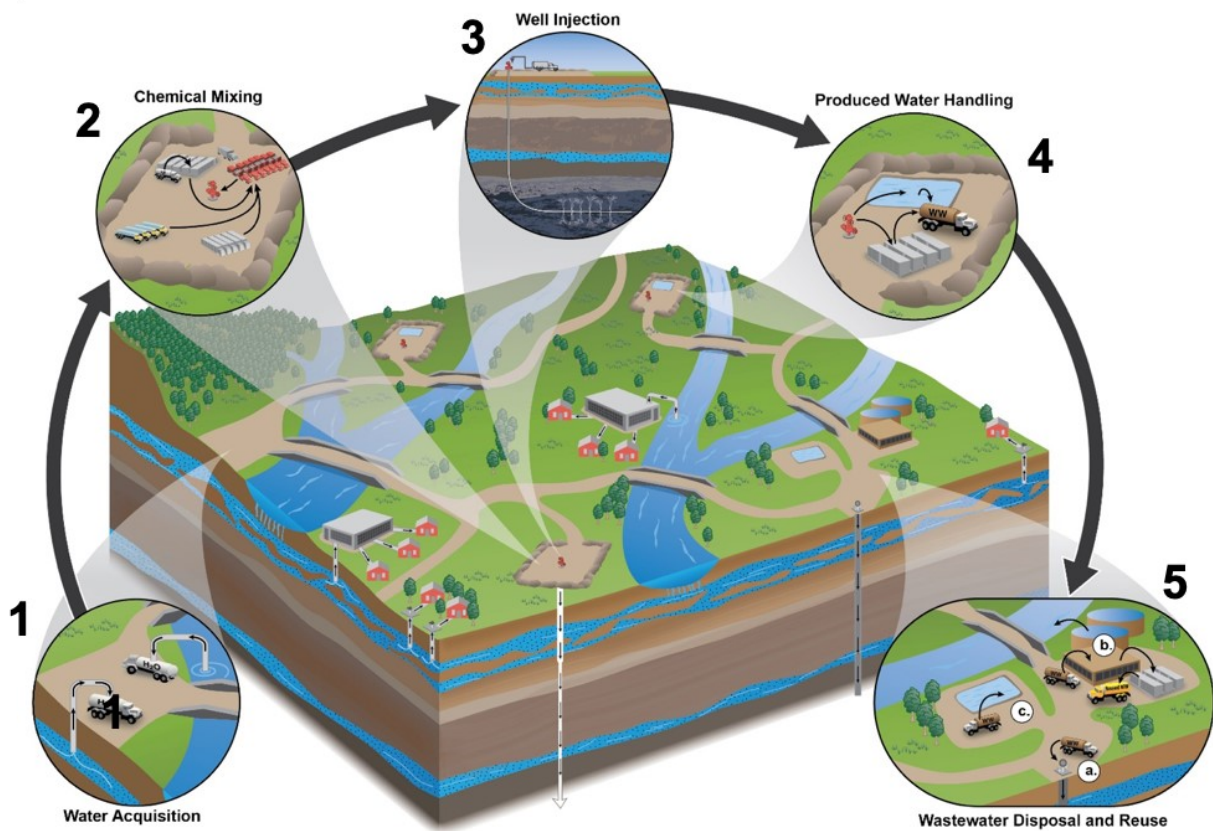 3
Well Injection
2
Chemical Mixing
Produced Water Handling
4
WW
1
H₂O
H
1
Water Acquisition
5
b.
c.
a.
WW
Wastewater Disposal and Reuse